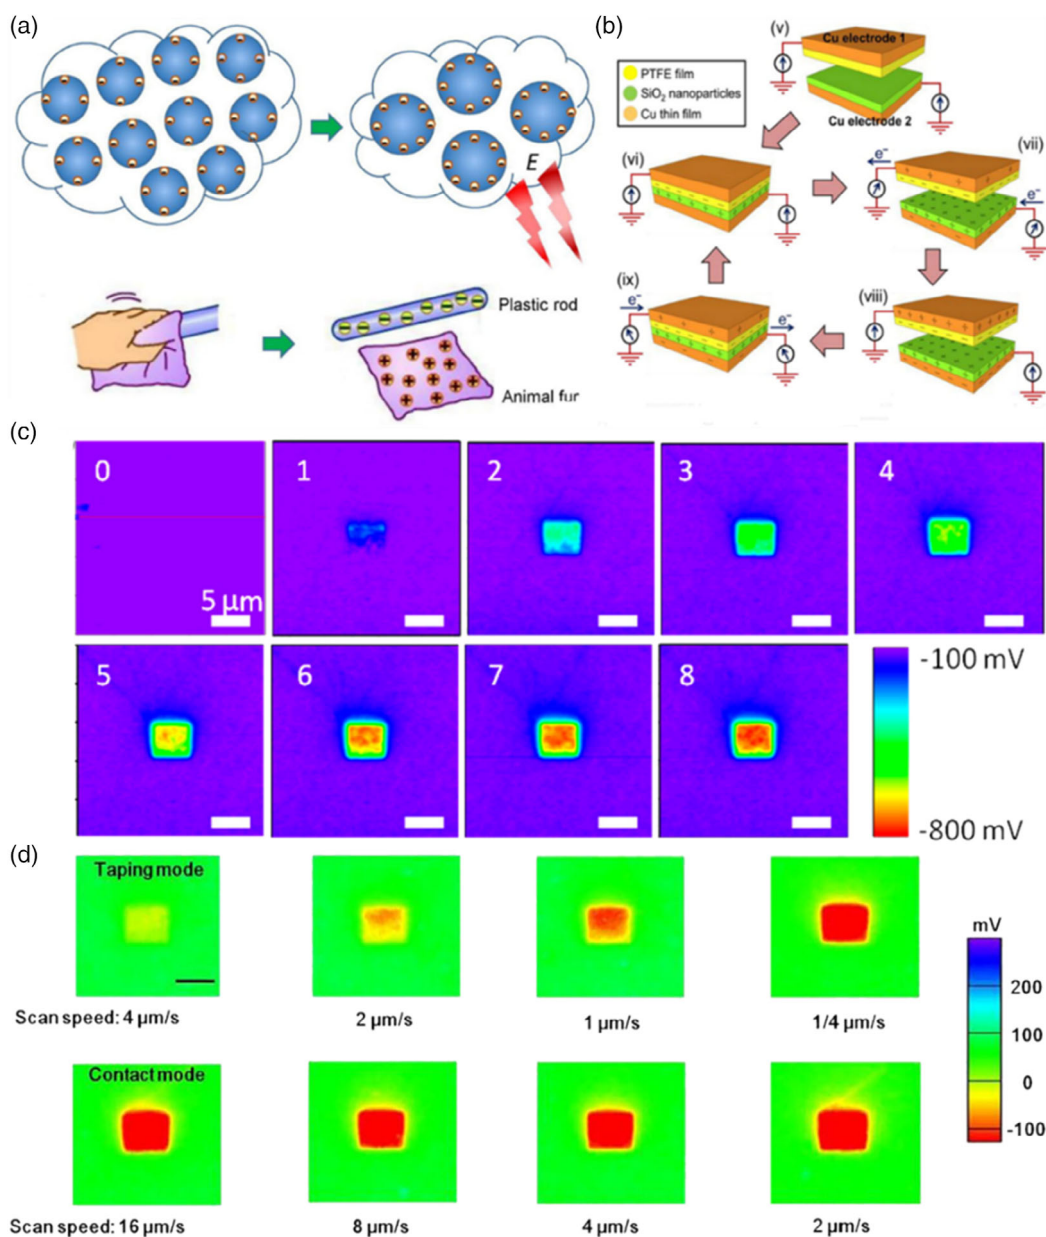 (a)
E
Plastic rod
Animal fur
(b)
PTFE film
SiO₂ nanoparticles
Cu thin film
(v)
Cu electrode 1
Cu electrode 2
(vi)
(vii)
e⁻
e⁻
(ix)
e⁻
e⁻
(viii)
(c)
0
5 µm
1
2
3
4
5
6
7
8
-100 mV
-800 mV
(d)
Taping mode
Scan speed: 4 µm/s
2 µm/s
1 µm/s
1/4 µm/s
mV
200
100
0
-100
Contact mode
Scan speed: 16 µm/s
8 µm/s
4 µm/s
2 µm/s